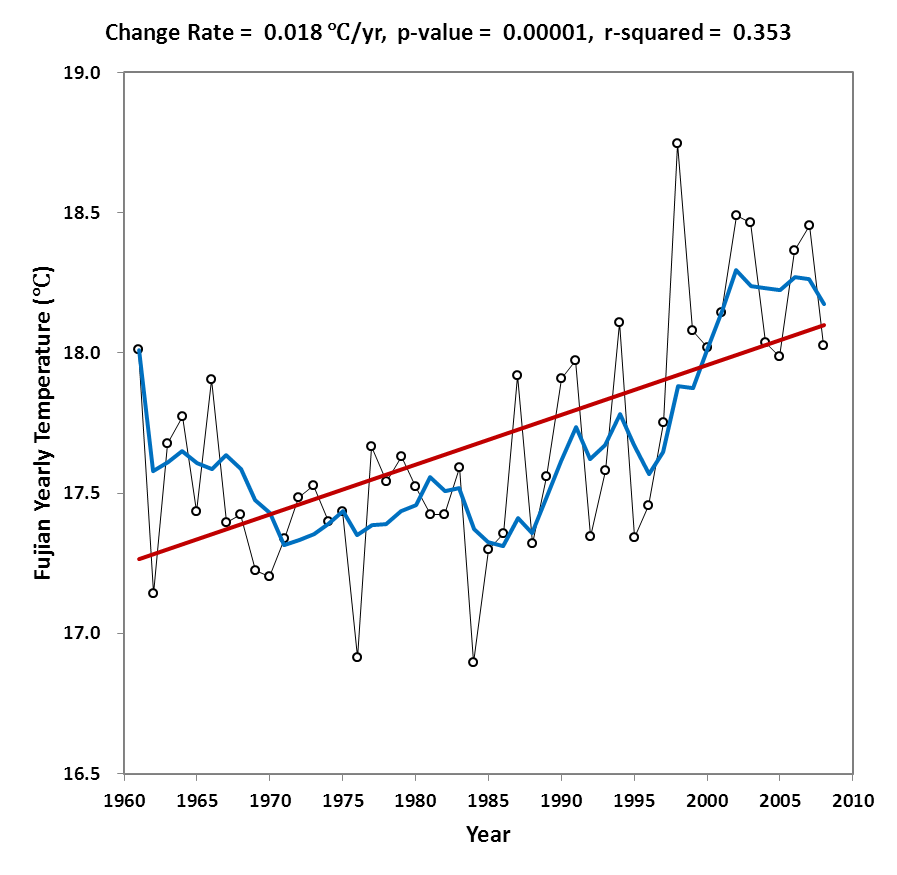 Change Rate = 0.018 ℃/yr, p-value = 0.00001, r-squared = 0.353
19.0
18.5
18.0
17.5
17.0
16.5
Fujian Yearly Temperature (℃)
1960 1965 1970 1975 1980 1985 1990 1995 2000 2005 2010
Year